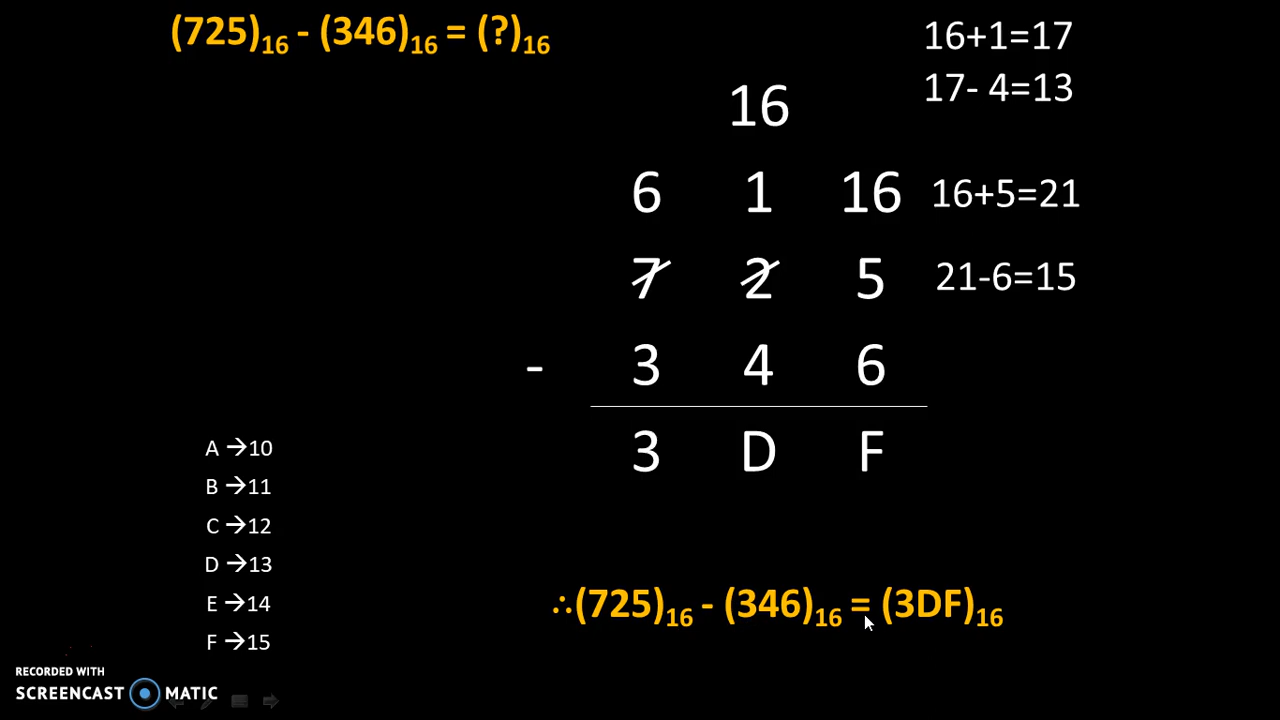 (725)16 - (346)16 = (?)16
16+1=17
17- 4=13
16
6 1 16
16+5=21
7 2 5
21-6=15
- 3 4 6
3 D F
A →10
B →11
C →12
D →13
E →14
F →15
∴(725)16 - (346)16 = (3DF)16
RECORDED WITH
SCREENCAST MATIC